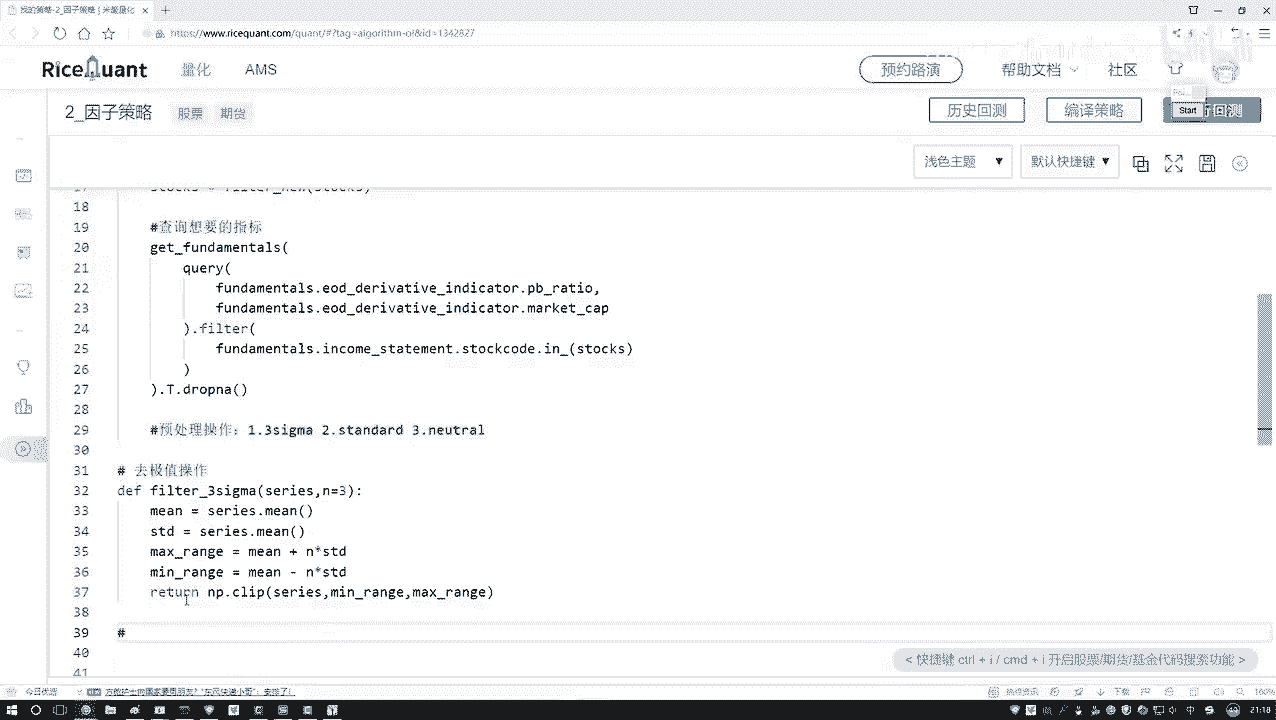 我的策略-2_因子策略 | 米筐量化
https://www.ricequant.com/quant/#?tag=algorithm-oi&id=1342827
RiceQuant 量化 AMS 预约路演 帮助文档 社区
2_因子策略 股票 期货 历史回测 编译策略 Start 回测
浅色主题 默认快捷键
17 stocks = filter_new(stocks)
18
19 #查询想要的指标
20 get_fundamentals(
21 query(
22 fundamentals.eod_derivative_indicator.pb_ratio,
23 fundamentals.eod_derivative_indicator.market_cap
24 ).filter(
25 fundamentals.income_statement.stockcode.in_(stocks)
26 )
27 ).T.dropna()
28
29 #预处理操作：1.3sigma 2.standard 3.neutral
30
31 # 去极值操作
32 def filter_3sigma(series,n=3):
33 mean = series.mean()
34 std = series.mean()
35 max_range = mean + n*std
36 min_range = mean - n*std
37 return np.clip(series,min_range,max_range)
38
39 #
40
41
< 快捷键 ctrl + i / cmd + i 开启股票/期货/基金代码搜索功能 >
今日优选
下载 100%
21:18